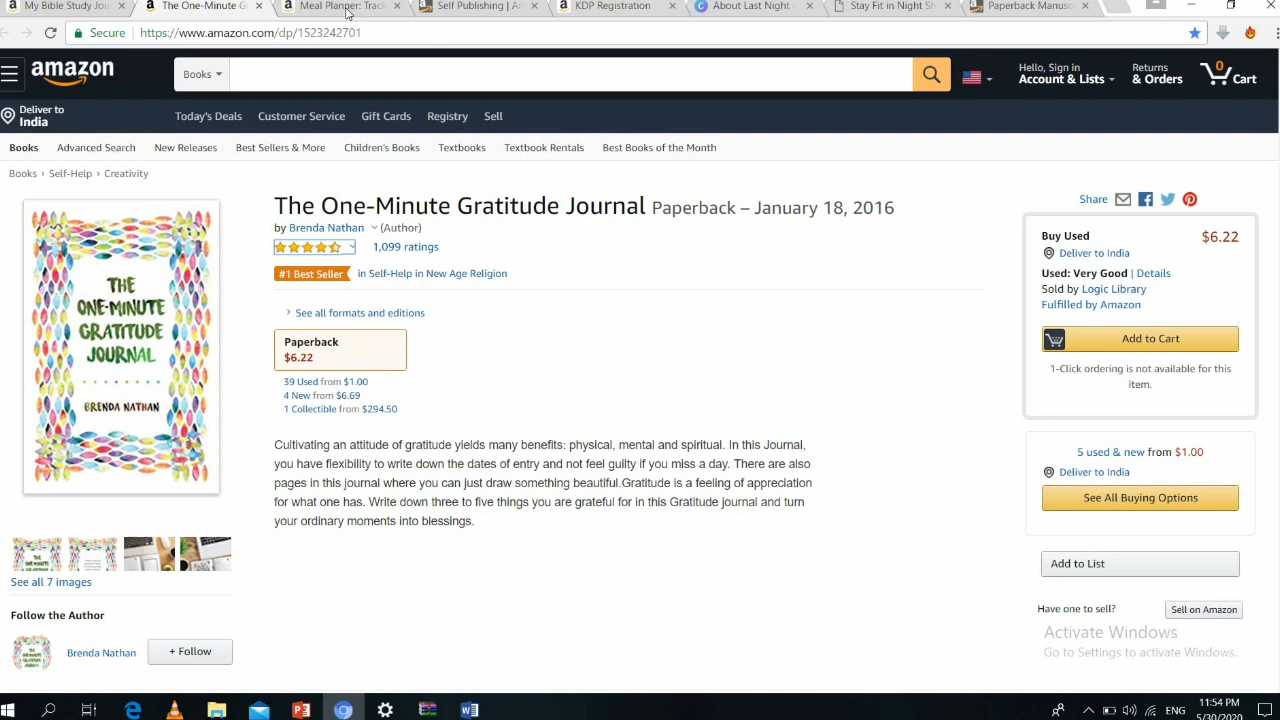 My Bible Study Jou
The One-Minute G
Meal Planner: Track
Self Publishing | Am
KDP Registration
About Last Night -
Stay Fit in Night Sh
Paperback Manusc
Secure
https://www.amazon.com/dp/1523242701
amazon
Books
Hello, Sign in
Account & Lists
Returns
& Orders
0
Cart
Deliver to
India
Today's Deals
Customer Service
Gift Cards
Registry
Sell
Books
Advanced Search
New Releases
Best Sellers & More
Children's Books
Textbooks
Textbook Rentals
Best Books of the Month
Books › Self-Help › Creativity
THE
ONE-MINUTE
GRATITUDE
JOURNAL
BRENDA NATHAN
See all 7 images
Follow the Author
Brenda Nathan
+ Follow
The One-Minute Gratitude Journal Paperback – January 18, 2016
by Brenda Nathan (Author)
1,099 ratings
#1 Best Seller in Self-Help in New Age Religion
See all formats and editions
Paperback
$6.22
39 Used from $1.00
4 New from $6.69
1 Collectible from $294.50
Cultivating an attitude of gratitude yields many benefits: physical, mental and spiritual. In this Journal,
you have flexibility to write down the dates of entry and not feel guilty if you miss a day. There are also
pages in this journal where you can just draw something beautiful.Gratitude is a feeling of appreciation
for what one has. Write down three to five things you are grateful for in this Gratitude journal and turn
your ordinary moments into blessings.
Share
Buy Used
$6.22
Deliver to India
Used: Very Good | Details
Sold by Logic Library
Fulfilled by Amazon
Add to Cart
1-Click ordering is not available for this
item.
5 used & new from $1.00
Deliver to India
See All Buying Options
Add to List
Have one to sell?
Sell on Amazon
Activate Windows
Go to Settings to activate Windows.
ENG
11:54 PM
5/30/2020